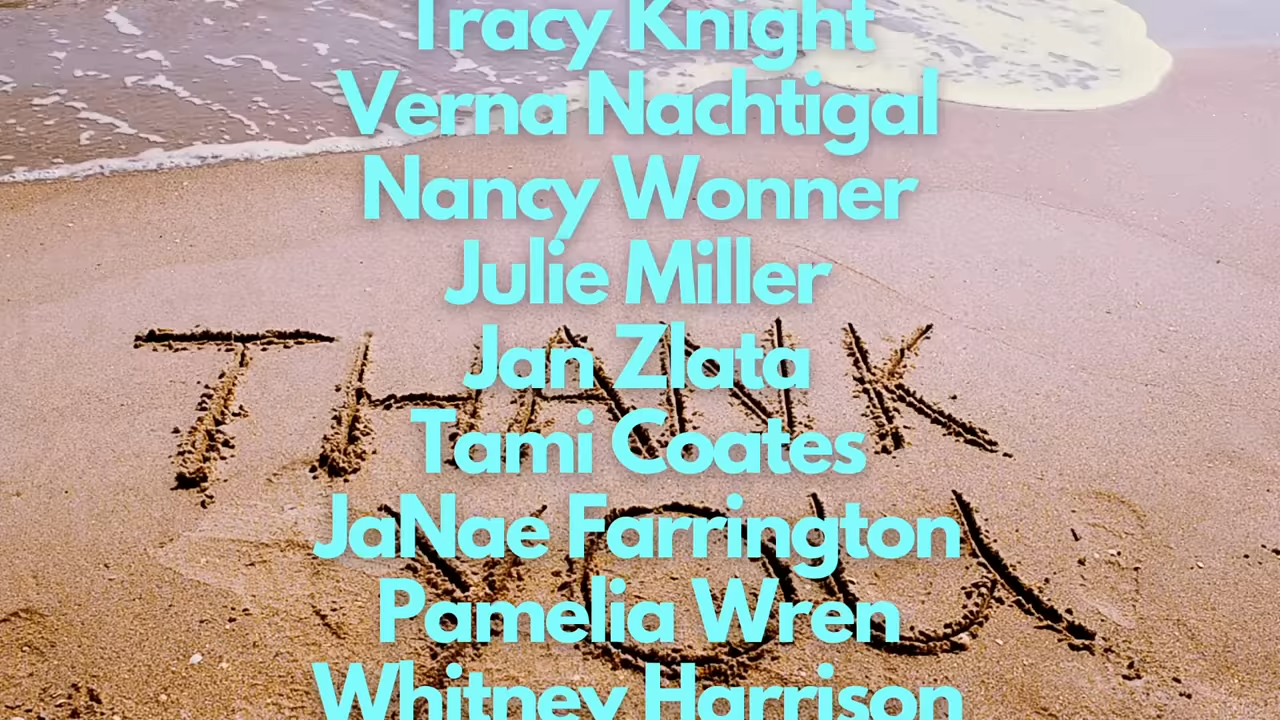 Tracy Knight
Verna Nachtigal
Nancy Wonner
Julie Miller
Jan Zlata
Tami Coates
JaNae Farrington
Pamelia Wren
Whitney Harrison
THANK
YOU